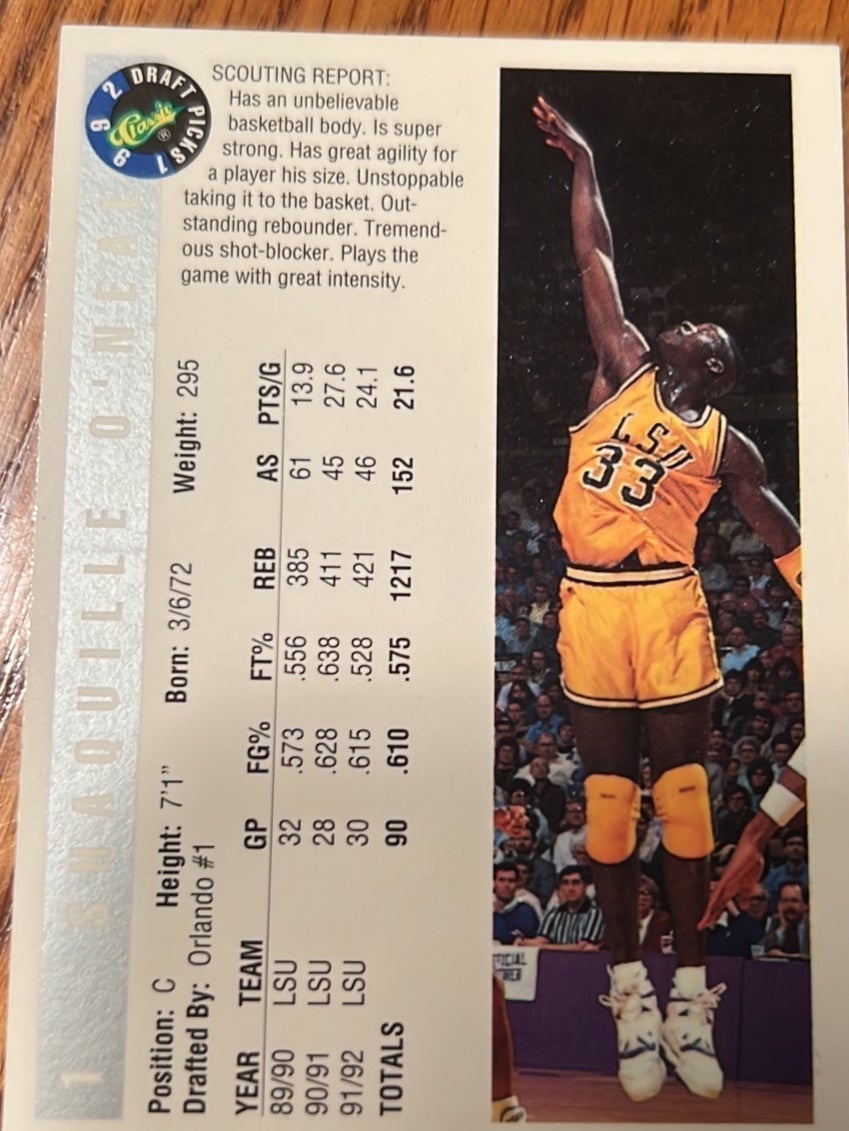 1 SHAQUILLE O'NEAL
1992 DRAFT PICKS
Classic ®
SCOUTING REPORT:
Has an unbelievable
basketball body. Is super
strong. Has great agility for
a player his size. Unstoppable
taking it to the basket. Out-
standing rebounder. Tremend-
ous shot-blocker. Plays the
game with great intensity.
Position: C Height: 7'1" Born: 3/6/72 Weight: 295
Drafted By: Orlando #1
YEAR TEAM GP FG% FT% REB AS PTS/G
89/90 LSU 32 .573 .556 385 61 13.9
90/91 LSU 28 .628 .638 411 45 27.6
91/92 LSU 30 .615 .528 421 46 24.1
TOTALS 90 .610 .575 1217 152 21.6
LSU
33